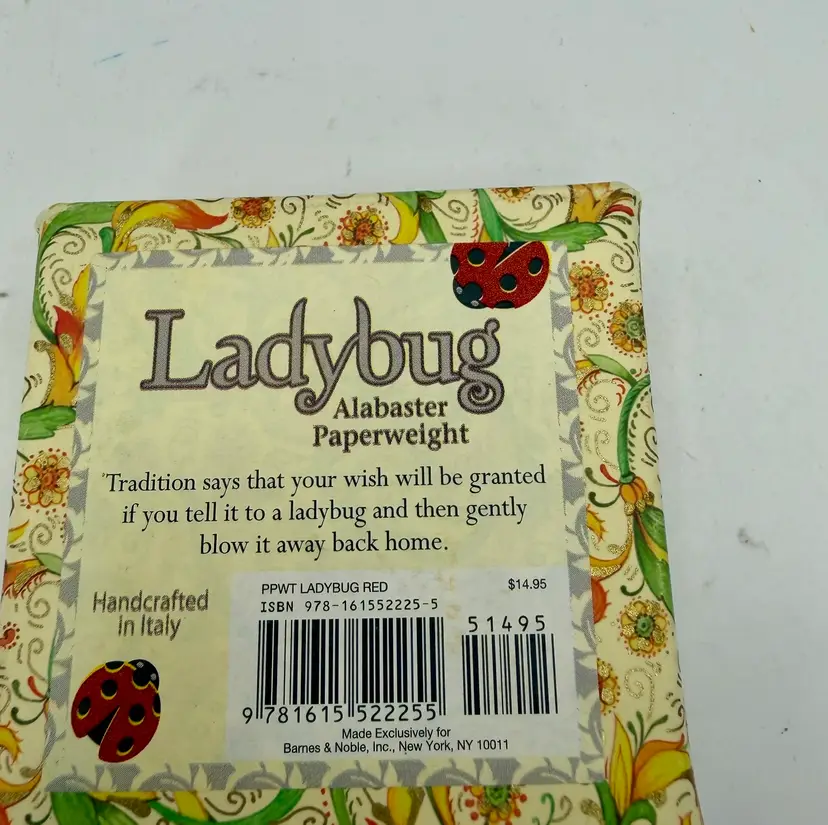 Ladybug
Alabaster
Paperweight
Tradition says that your wish will be granted
if you tell it to a ladybug and then gently
blow it away back home.
Handcrafted
in Italy
PPWT LADYBUG RED $14.95
ISBN 978-161552225-5
51495
9 781615 522255
Made Exclusively for
Barnes & Noble, Inc., New York, NY 10011